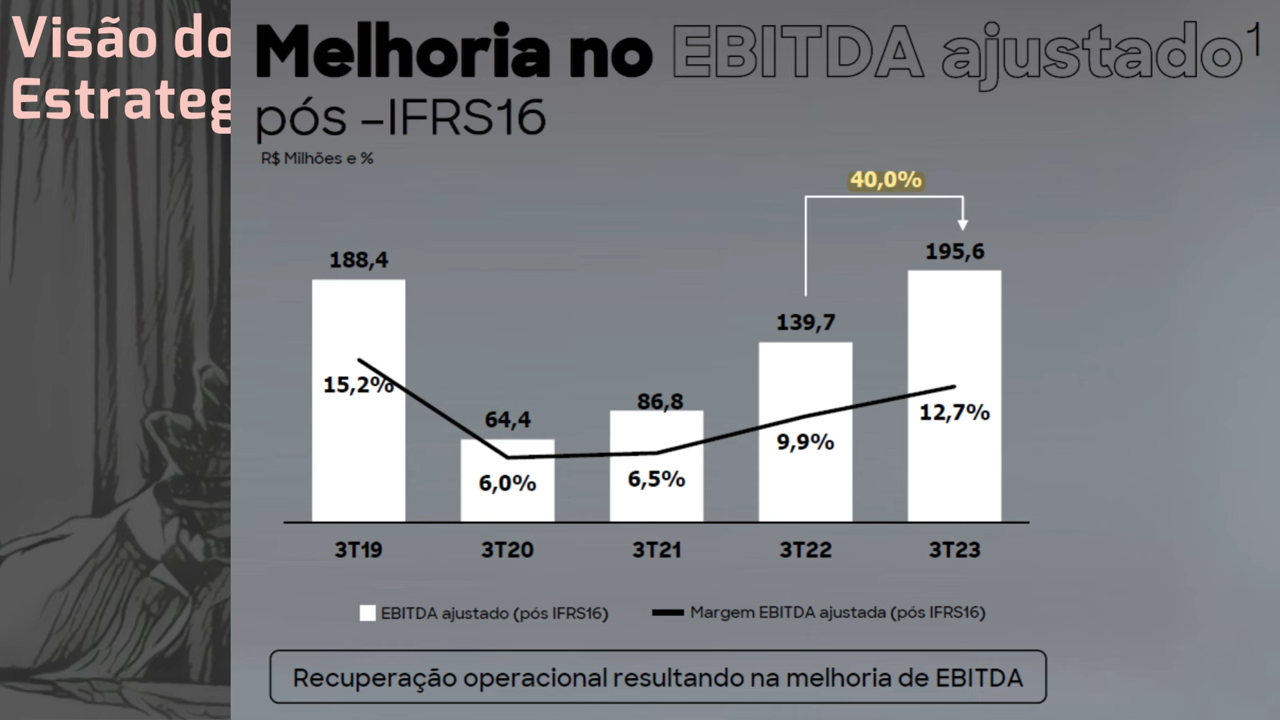 Visão do
Estrateg
Melhoria no EBITDA ajustado¹
pós –IFRS16
R$ Milhões e %
40,0%
188,4
195,6
139,7
86,8
64,4
15,2%
6,0%
6,5%
9,9%
12,7%
3T19 3T20 3T21 3T22 3T23
EBITDA ajustado (pós IFRS16) Margem EBITDA ajustada (pós IFRS16)
Recuperação operacional resultando na melhoria de EBITDA